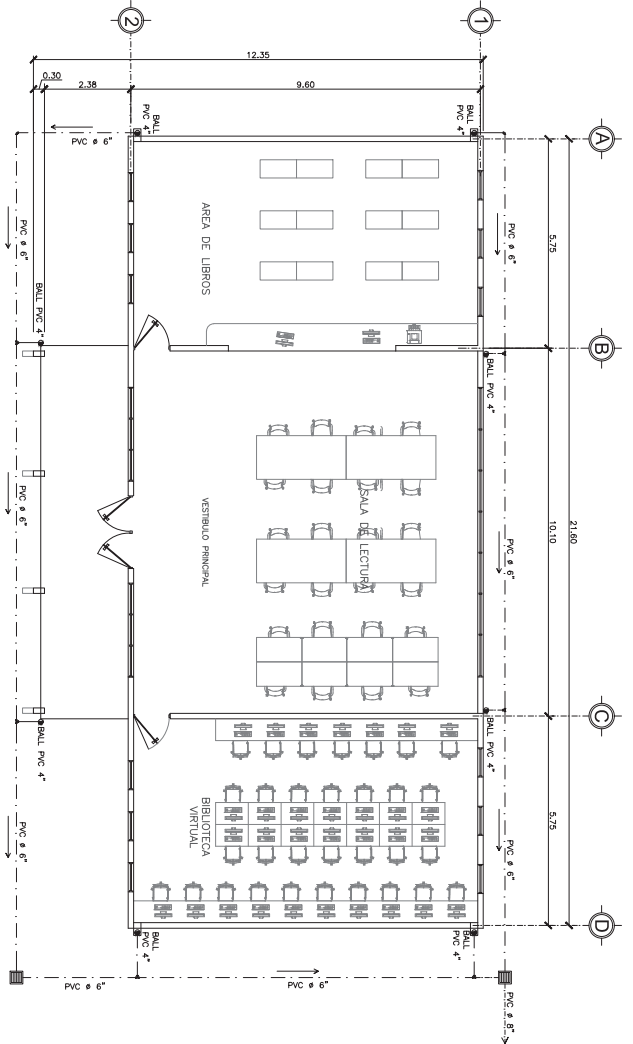 2
1
12.35
0.30
2.38
9.60
BALL
PVC 4"
BALL
PVC 4"
PVC ø 6"
A
PVC ø 6"
PVC ø 6"
AREA DE LIBROS
5.75
BALL PVC 4"
B
BALL
PVC 4"
PVC ø 6"
VESTIBULO PRINCIPAL
SALA DE LECTURA
PVC ø 6"
10.10
21.60
C
BALL
PVC 4"
BALL
PVC 4"
PVC ø 6"
BIBLIOTECA
VIRTUAL
PVC ø 6"
5.75
D
BALL
PVC 4"
BALL
PVC 4"
PVC ø 6"
PVC ø 6"
PVC ø 8"